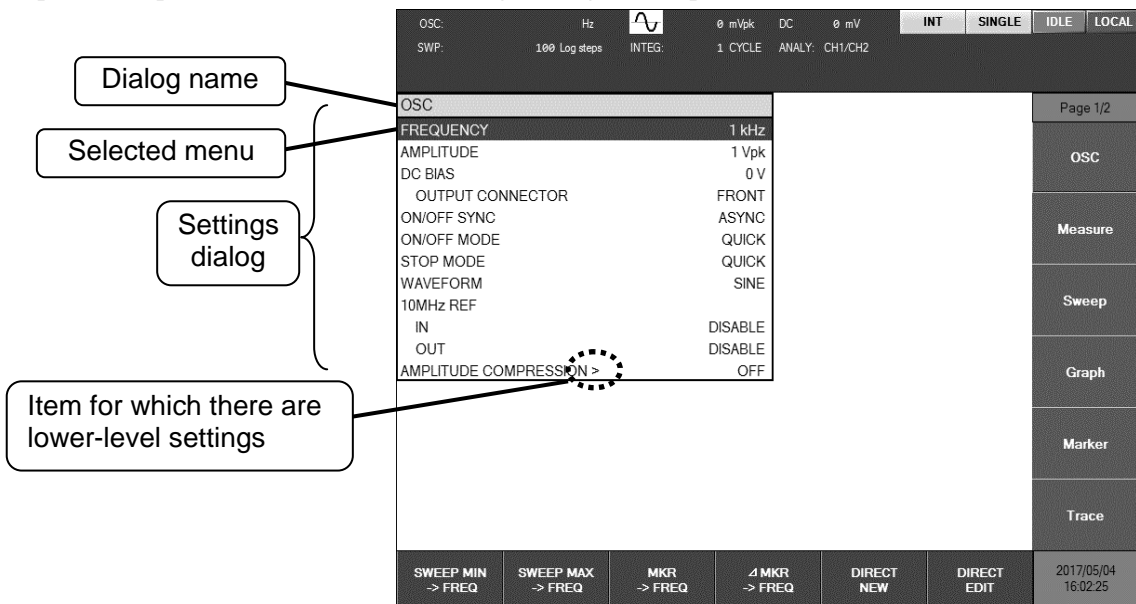 OSC: Hz 0 mVpk DC 0 mV INT SINGLE IDLE LOCAL
SWP: 100 Log steps INTEG: 1 CYCLE ANALY: CH1/CH2
Dialog name
Selected menu
Settings
dialog
Item for which there are
lower-level settings
OSC
FREQUENCY 1 kHz
AMPLITUDE 1 Vpk
DC BIAS 0 V
OUTPUT CONNECTOR FRONT
ON/OFF SYNC ASYNC
ON/OFF MODE QUICK
STOP MODE QUICK
WAVEFORM SINE
10MHz REF
IN DISABLE
OUT DISABLE
AMPLITUDE COMPRESSION > OFF
Page 1/2
OSC
Measure
Sweep
Graph
Marker
Trace
SWEEP MIN
-> FREQ
SWEEP MAX
-> FREQ
MKR
-> FREQ
⊿ MKR
-> FREQ
DIRECT
NEW
DIRECT
EDIT
2017/05/04
16:02:25